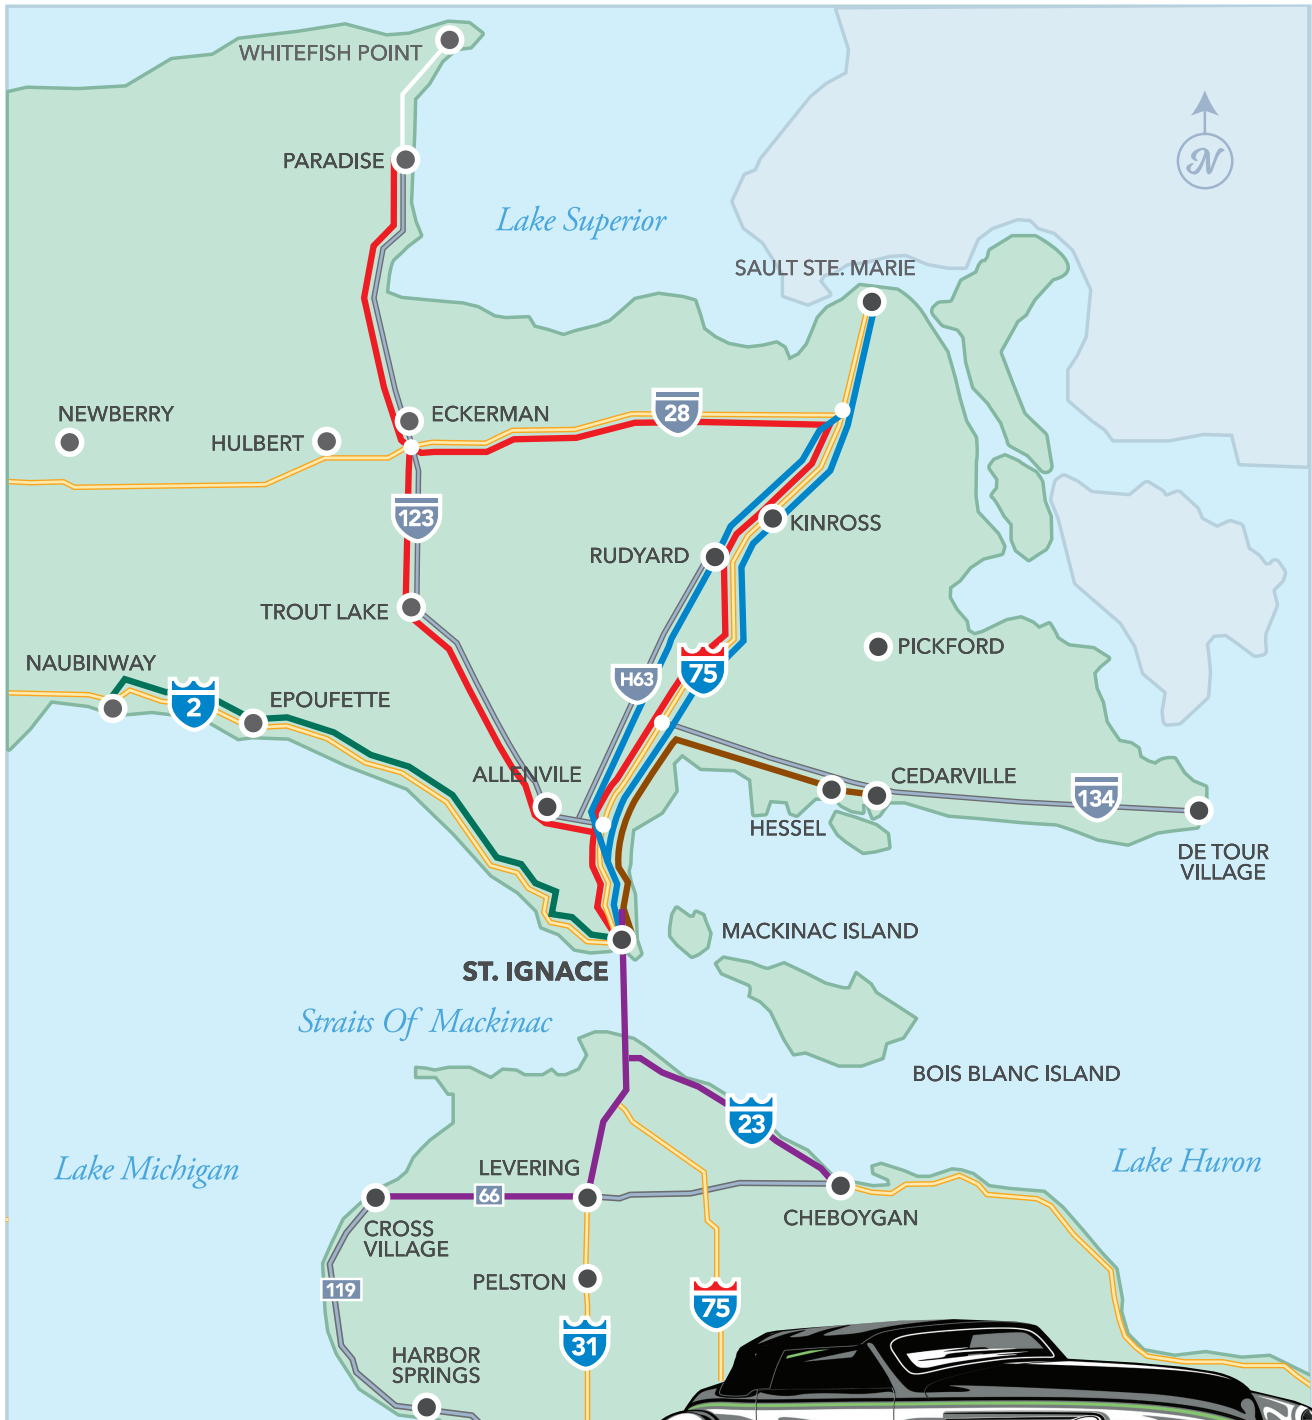 WHITEFISH POINT
N
PARADISE
Lake Superior
SAULT STE. MARIE
NEWBERRY
ECKERMAN
28
HULBERT
123
KINROSS
RUDYARD
TROUT LAKE
PICKFORD
NAUBINWAY
H63
75
2
EPOUFETTE
ALLENVILE
CEDARVILLE
134
HESSEL
DE TOUR
VILLAGE
MACKINAC ISLAND
ST. IGNACE
Straits Of Mackinac
BOIS BLANC ISLAND
23
Lake Michigan
LEVERING
Lake Huron
66
CROSS
VILLAGE
CHEBOYGAN
PELSTON
119
75
31
HARBOR
SPRINGS